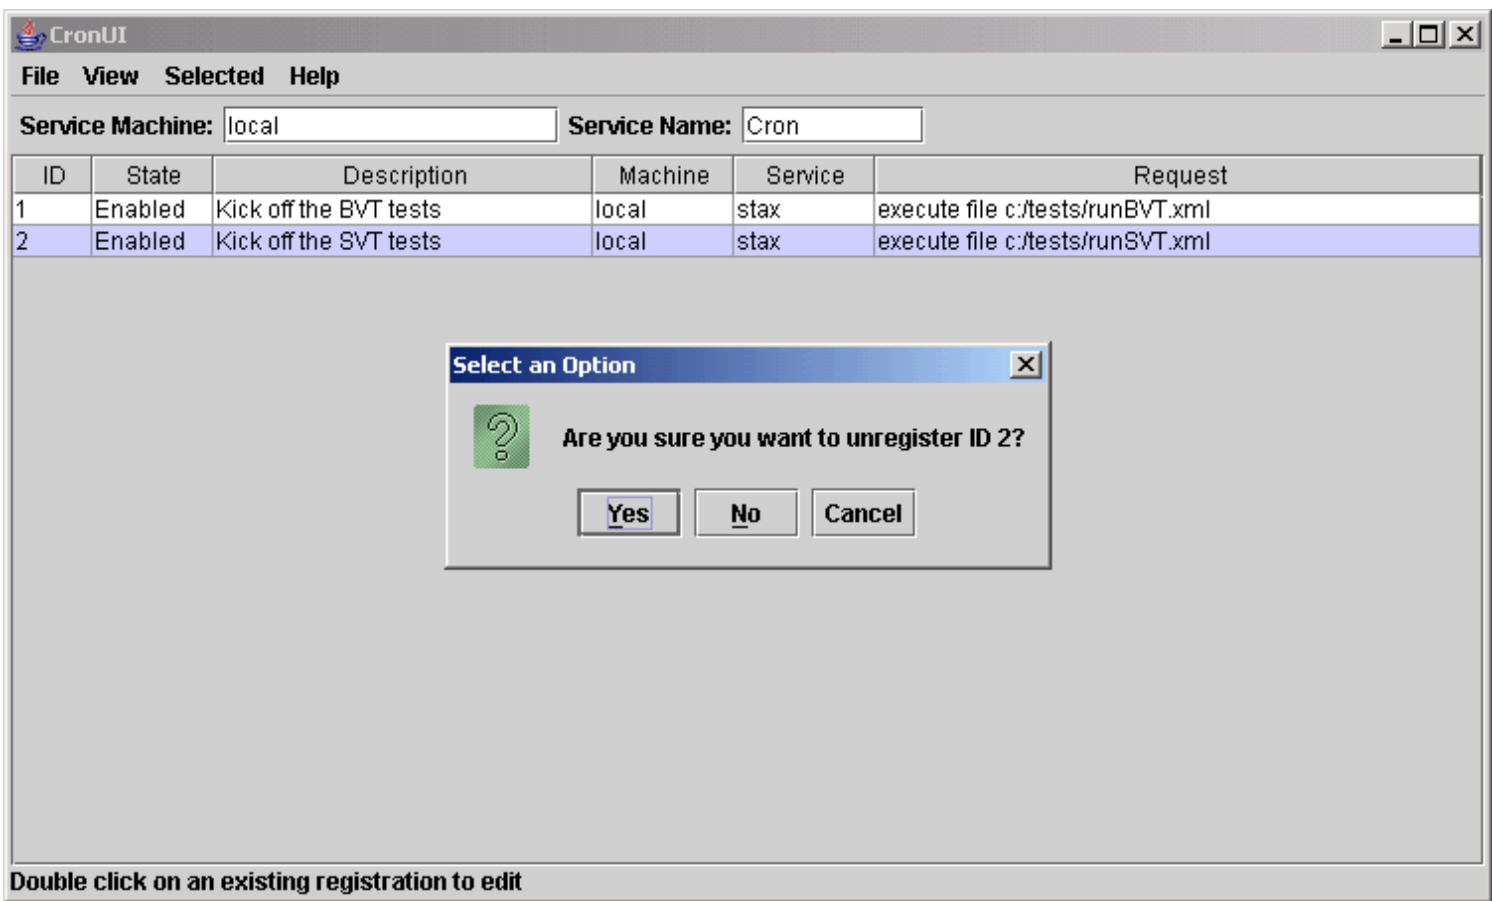 CronUI
File View Selected Help
Service Machine: local Service Name: Cron
ID State Description Machine Service Request
1 Enabled Kick off the BVT tests local stax execute file c:/tests/runBVT.xml
2 Enabled Kick off the SVT tests local stax execute file c:/tests/runSVT.xml
Select an Option
Are you sure you want to unregister ID 2?
Yes No Cancel
Double click on an existing registration to edit